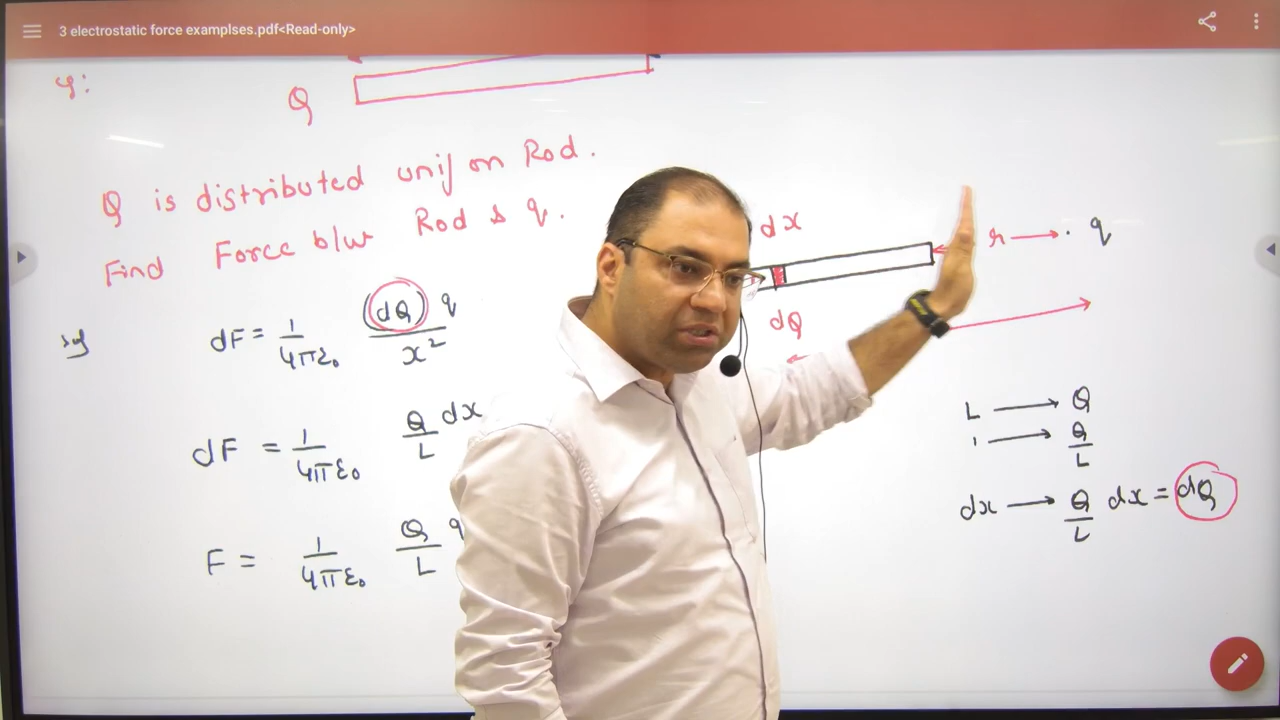 3 electrostatic force examplses.pdf<Read-only>
Q
Q is distributed unif on Rod.
Find Force b/w Rod & q.
dx
r → . q
dQ
dF = 1/4πε₀ (dQ) q/x²
dF = 1/4πε₀ Q/L dx
F = 1/4πε₀ Q/L q
L → Q
1 → Q/L
dx → Q/L dx = dQ